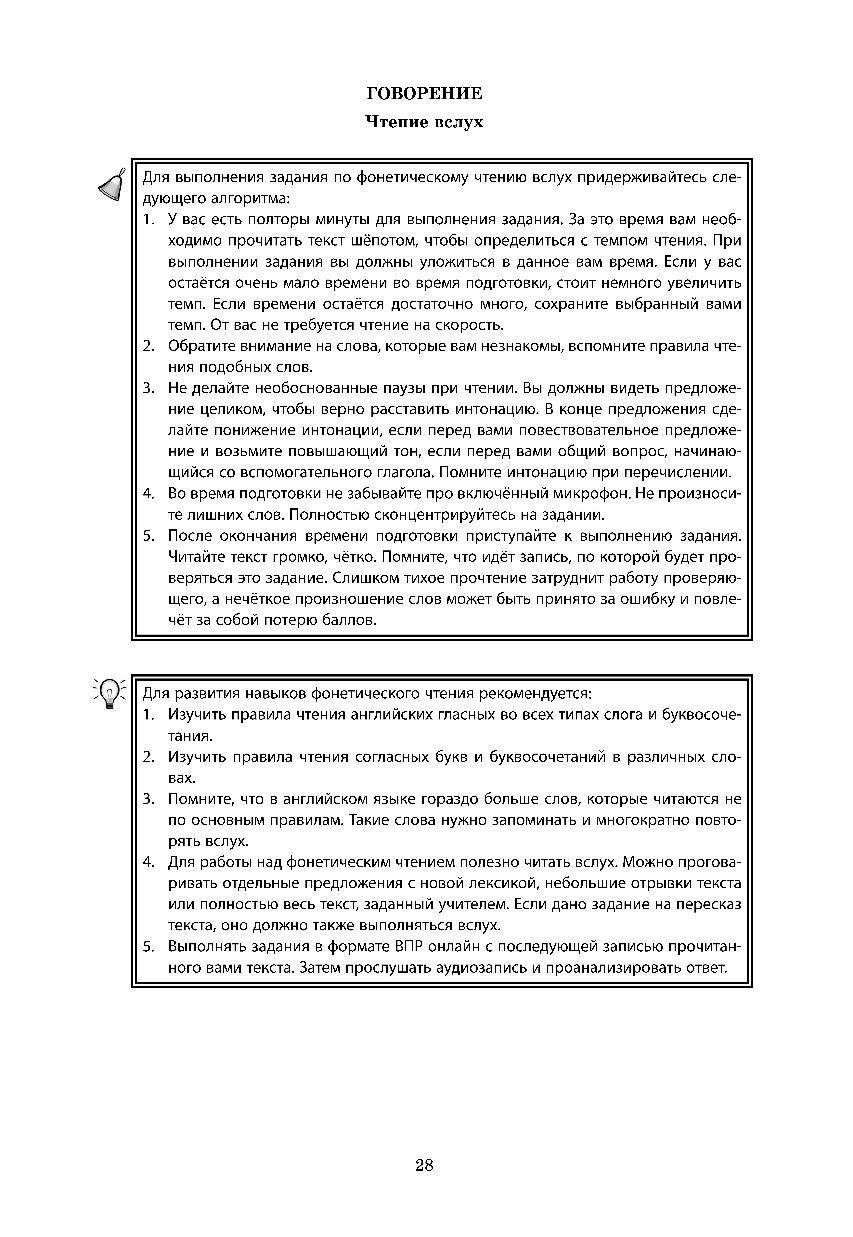 ГОВОРЕНИЕ
Чтение вслух
Для выполнения задания по фонетическому чтению вслух придерживайтесь сле-
дующего алгоритма:
1. У вас есть полторы минуты для выполнения задания. За это время вам необ-
ходимо прочитать текст шёпотом, чтобы определиться с темпом чтения. При
выполнении задания вы должны уложиться в данное вам время. Если у вас
остаётся очень мало времени во время подготовки, стоит немного увеличить
темп. Если времени остаётся достаточно много, сохраните выбранный вами
темп. От вас не требуется чтение на скорость.
2. Обратите внимание на слова, которые вам незнакомы, вспомните правила чте-
ния подобных слов.
3. Не делайте необоснованные паузы при чтении. Вы должны видеть предложе-
ние целиком, чтобы верно расставить интонацию. В конце предложения сде-
лайте понижение интонации, если перед вами повествовательное предложе-
ние и возьмите повышающий тон, если перед вами общий вопрос, начинаю-
щийся со вспомогательного глагола. Помните интонацию при перечислении.
4. Во время подготовки не забывайте про включённый микрофон. Не произноси-
те лишних слов. Полностью сконцентрируйтесь на задании.
5. После окончания времени подготовки приступайте к выполнению задания.
Читайте текст громко, чётко. Помните, что идёт запись, по которой будет про-
веряться это задание. Слишком тихое прочтение затруднит работу проверяю-
щего, а нечёткое произношение слов может быть принято за ошибку и повле-
чёт за собой потерю баллов.
Для развития навыков фонетического чтения рекомендуется:
1. Изучить правила чтения английских гласных во всех типах слога и буквосоче-
тания.
2. Изучить правила чтения согласных букв и буквосочетаний в различных сло-
вах.
3. Помните, что в английском языке гораздо больше слов, которые читаются не
по основным правилам. Такие слова нужно запоминать и многократно повто-
рять вслух.
4. Для работы над фонетическим чтением полезно читать вслух. Можно прогова-
ривать отдельные предложения с новой лексикой, небольшие отрывки текста
или полностью весь текст, заданный учителем. Если дано задание на пересказ
текста, оно должно также выполняться вслух.
5. Выполнять задания в формате ВПР онлайн с последующей записью прочитан-
ного вами текста. Затем прослушать аудиозапись и проанализировать ответ.
28